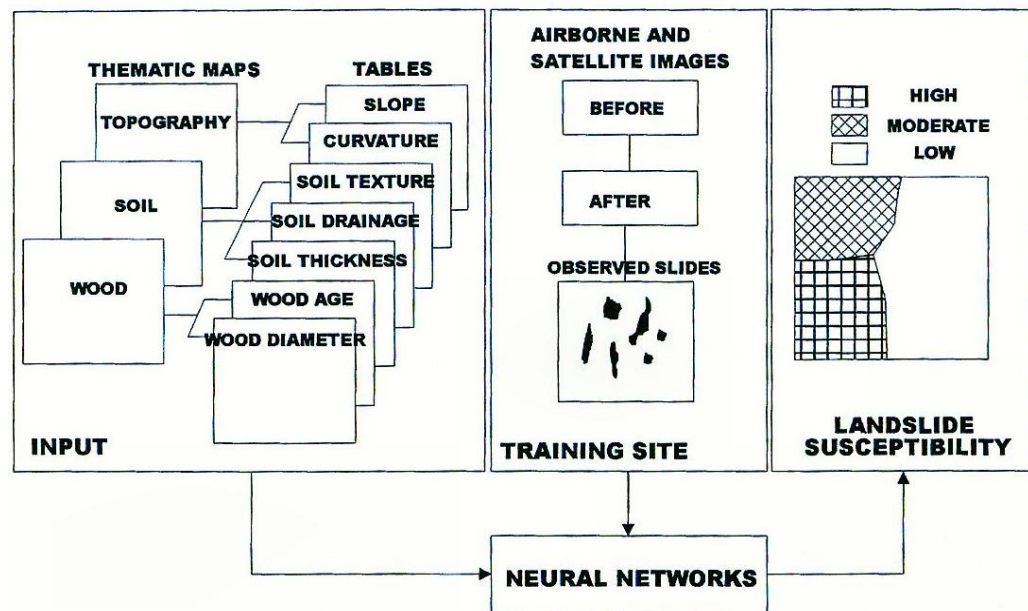 THEMATIC MAPS
TOPOGRAPHY
SOIL
WOOD
TABLES
SLOPE
CURVATURE
SOIL TEXTURE
SOIL DRAINAGE
SOIL THICKNESS
WOOD AGE
WOOD DIAMETER
INPUT
AIRBORNE AND
SATELLITE IMAGES
BEFORE
AFTER
OBSERVED SLIDES
TRAINING SITE
HIGH
MODERATE
LOW
LANDSLIDE
SUSCEPTIBILITY
NEURAL NETWORKS